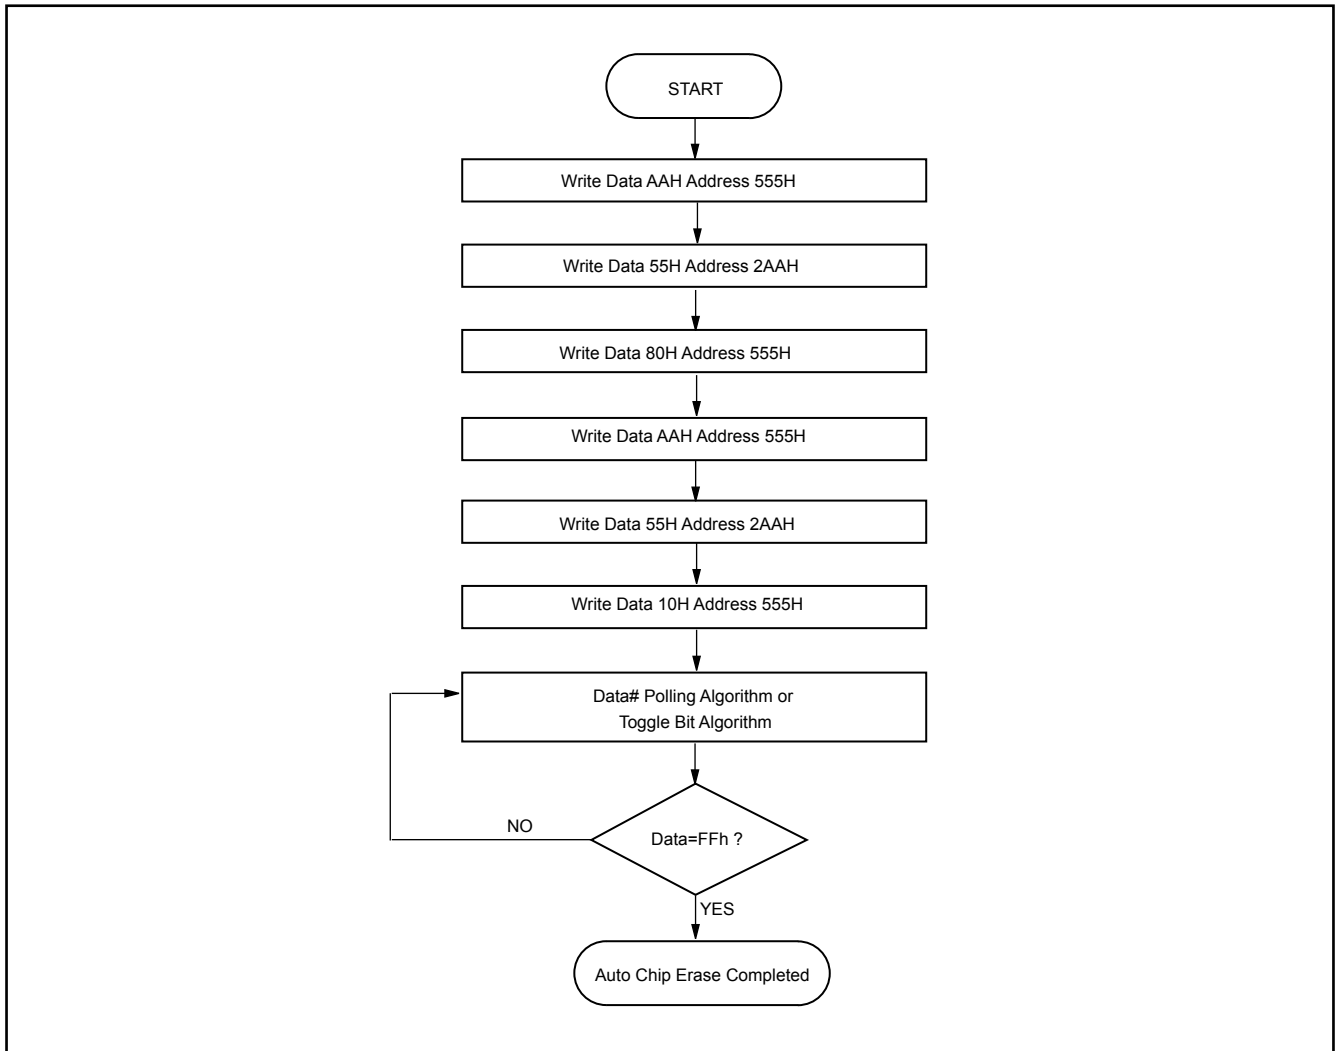 START
Write Data AAH Address 555H
Write Data 55H Address 2AAH
Write Data 80H Address 555H
Write Data AAH Address 555H
Write Data 55H Address 2AAH
Write Data 10H Address 555H
Data# Polling Algorithm or
Toggle Bit Algorithm
NO
Data=FFh ?
YES
Auto Chip Erase Completed